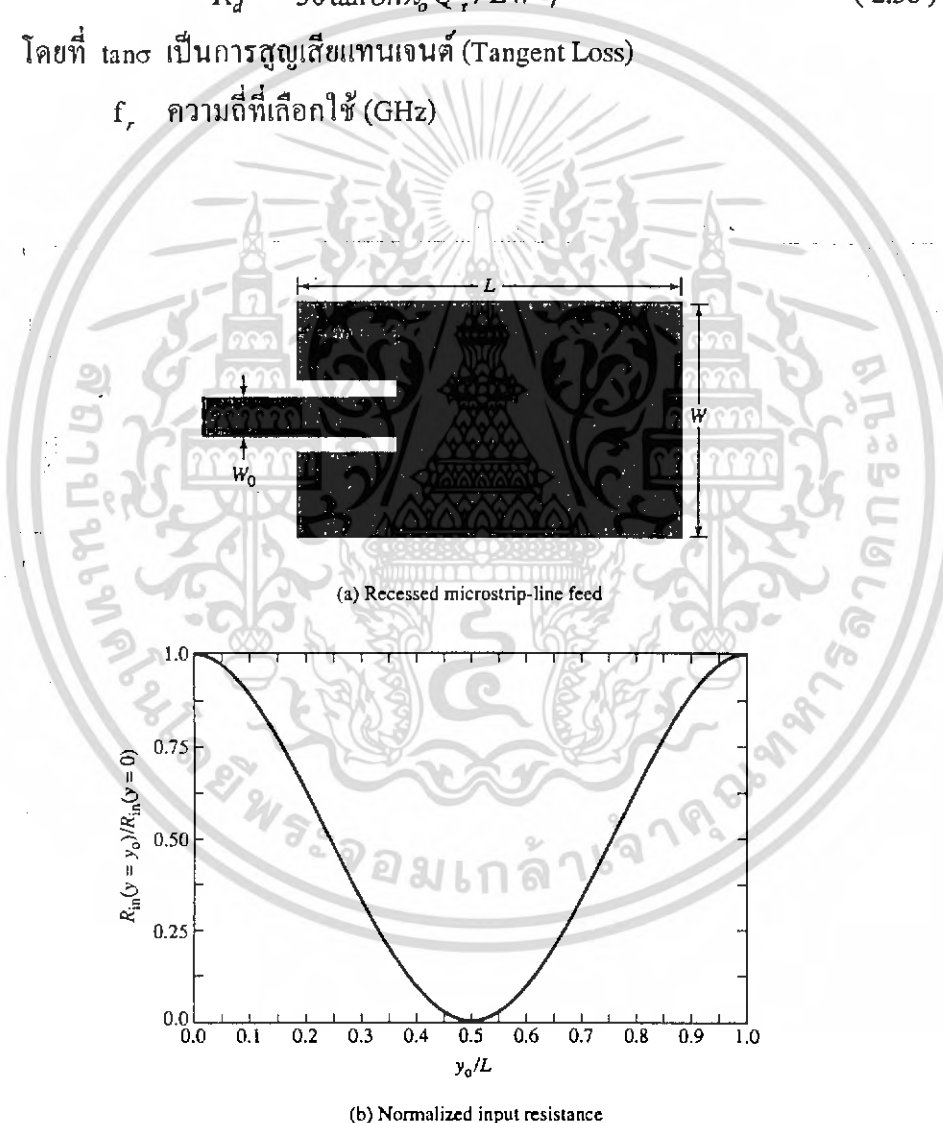 โดยที่ tanσ เป็นการสูญเสียแทนเจนต์ (Tangent Loss)
f_r ความถี่ที่เลือกใช้ (GHz)
L
W
W₀
(a) Recessed microstrip-line feed
R_in(y = y₀)/R_in(y = 0)
1.0
0.75
0.50
0.25
0.0
0.0 0.1 0.2 0.3 0.4 0.5 0.6 0.7 0.8 0.9 1.0
y₀/L
(b) Normalized input resistance